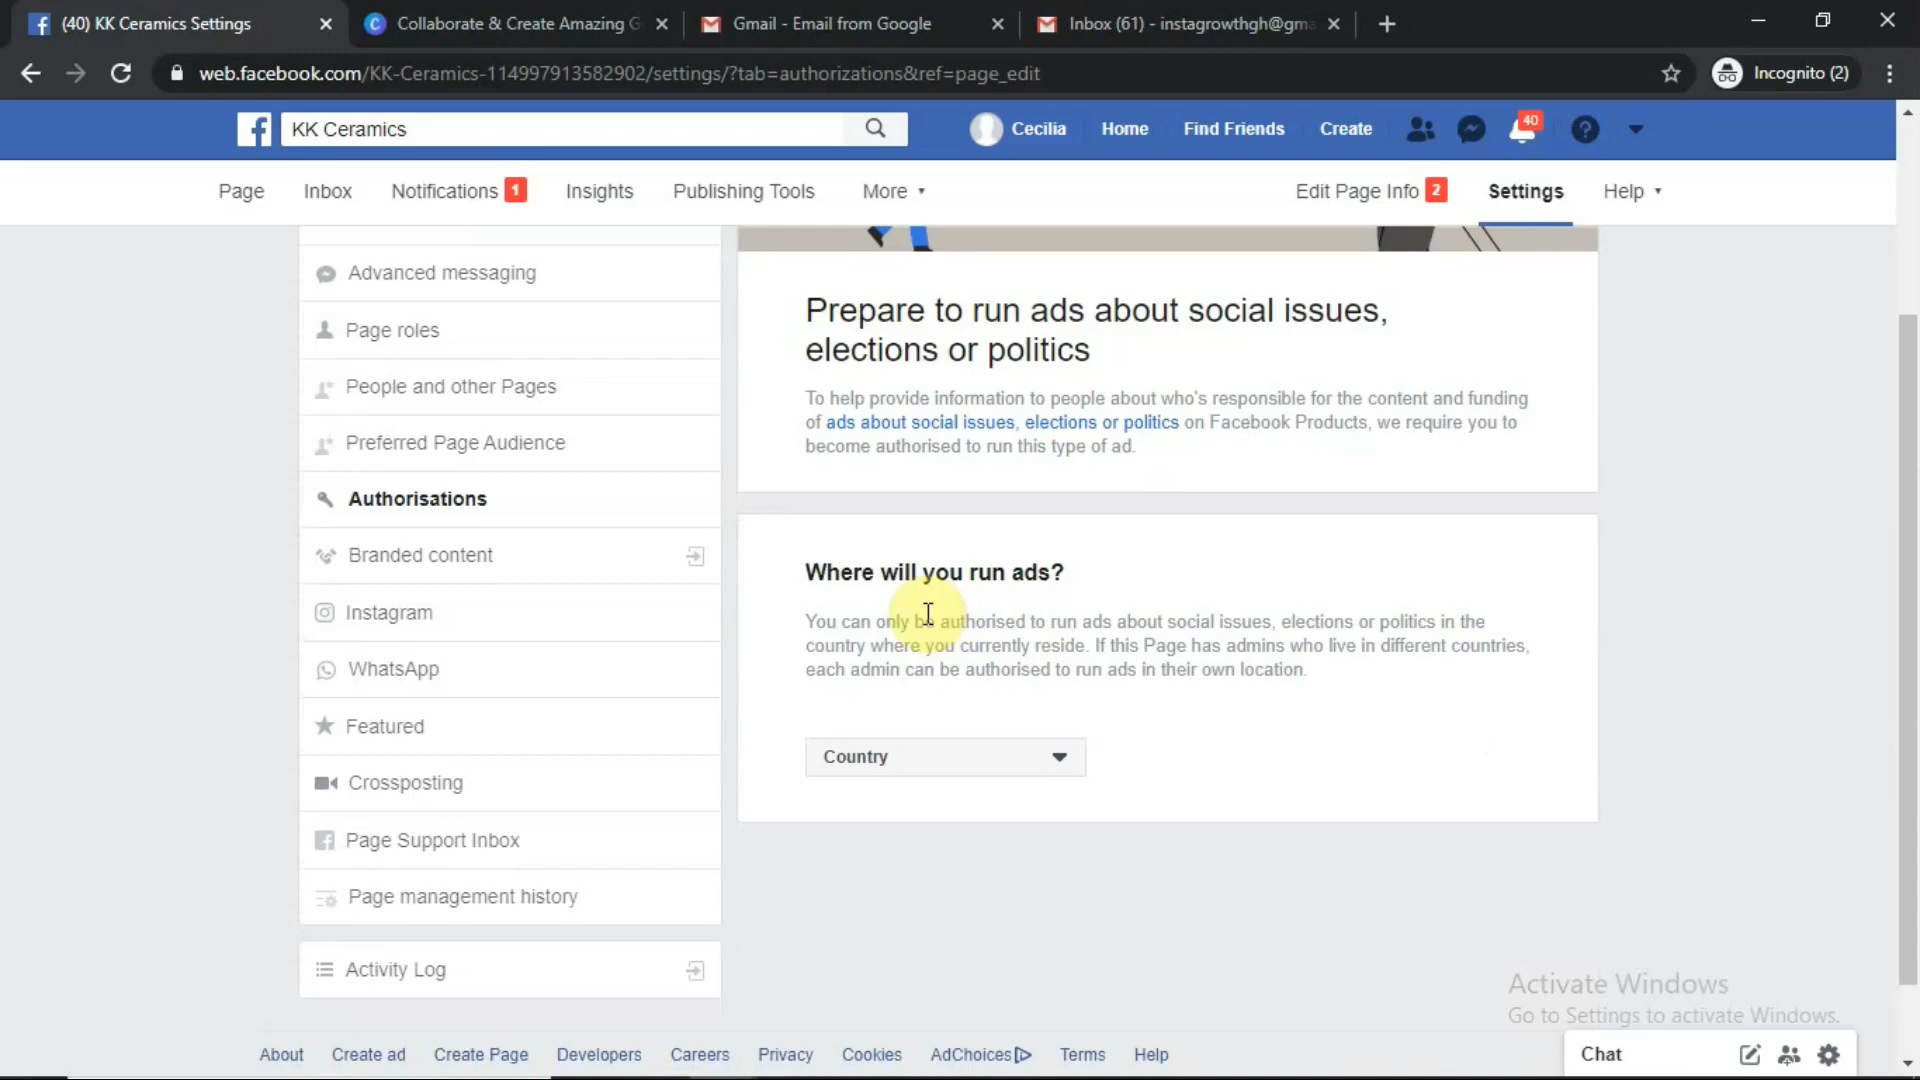 (40) KK Ceramics Settings
Collaborate & Create Amazing G
Gmail - Email from Google
Inbox (61) - instagrowthgh@gm
web.facebook.com/KK-Ceramics-114997913582902/settings/?tab=authorizations&ref=page_edit
Incognito (2)
KK Ceramics
Cecilia
Home
Find Friends
Create
40
Page
Inbox
Notifications 1
Insights
Publishing Tools
More
Edit Page Info 2
Settings
Help
Advanced messaging
Page roles
People and other Pages
Preferred Page Audience
Authorisations
Branded content
Instagram
WhatsApp
Featured
Crossposting
Page Support Inbox
Page management history
Activity Log
Prepare to run ads about social issues,
elections or politics
To help provide information to people about who's responsible for the content and funding
of ads about social issues, elections or politics on Facebook Products, we require you to
become authorised to run this type of ad.
Where will you run ads?
You can only be authorised to run ads about social issues, elections or politics in the
country where you currently reside. If this Page has admins who live in different countries,
each admin can be authorised to run ads in their own location.
Country
Activate Windows
Go to Settings to activate Windows.
About
Create ad
Create Page
Developers
Careers
Privacy
Cookies
AdChoices
Terms
Help
Chat